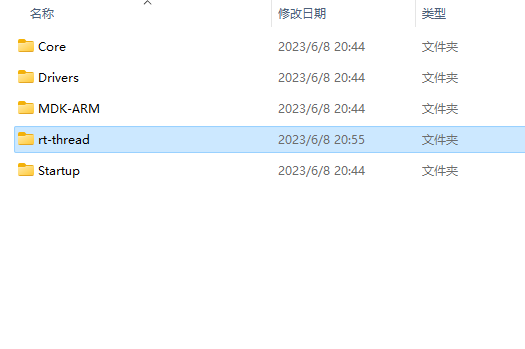 名称 修改日期 类型
Core 2023/6/8 20:44 文件夹
Drivers 2023/6/8 20:44 文件夹
MDK-ARM 2023/6/8 20:44 文件夹
rt-thread 2023/6/8 20:55 文件夹
Startup 2023/6/8 20:44 文件夹